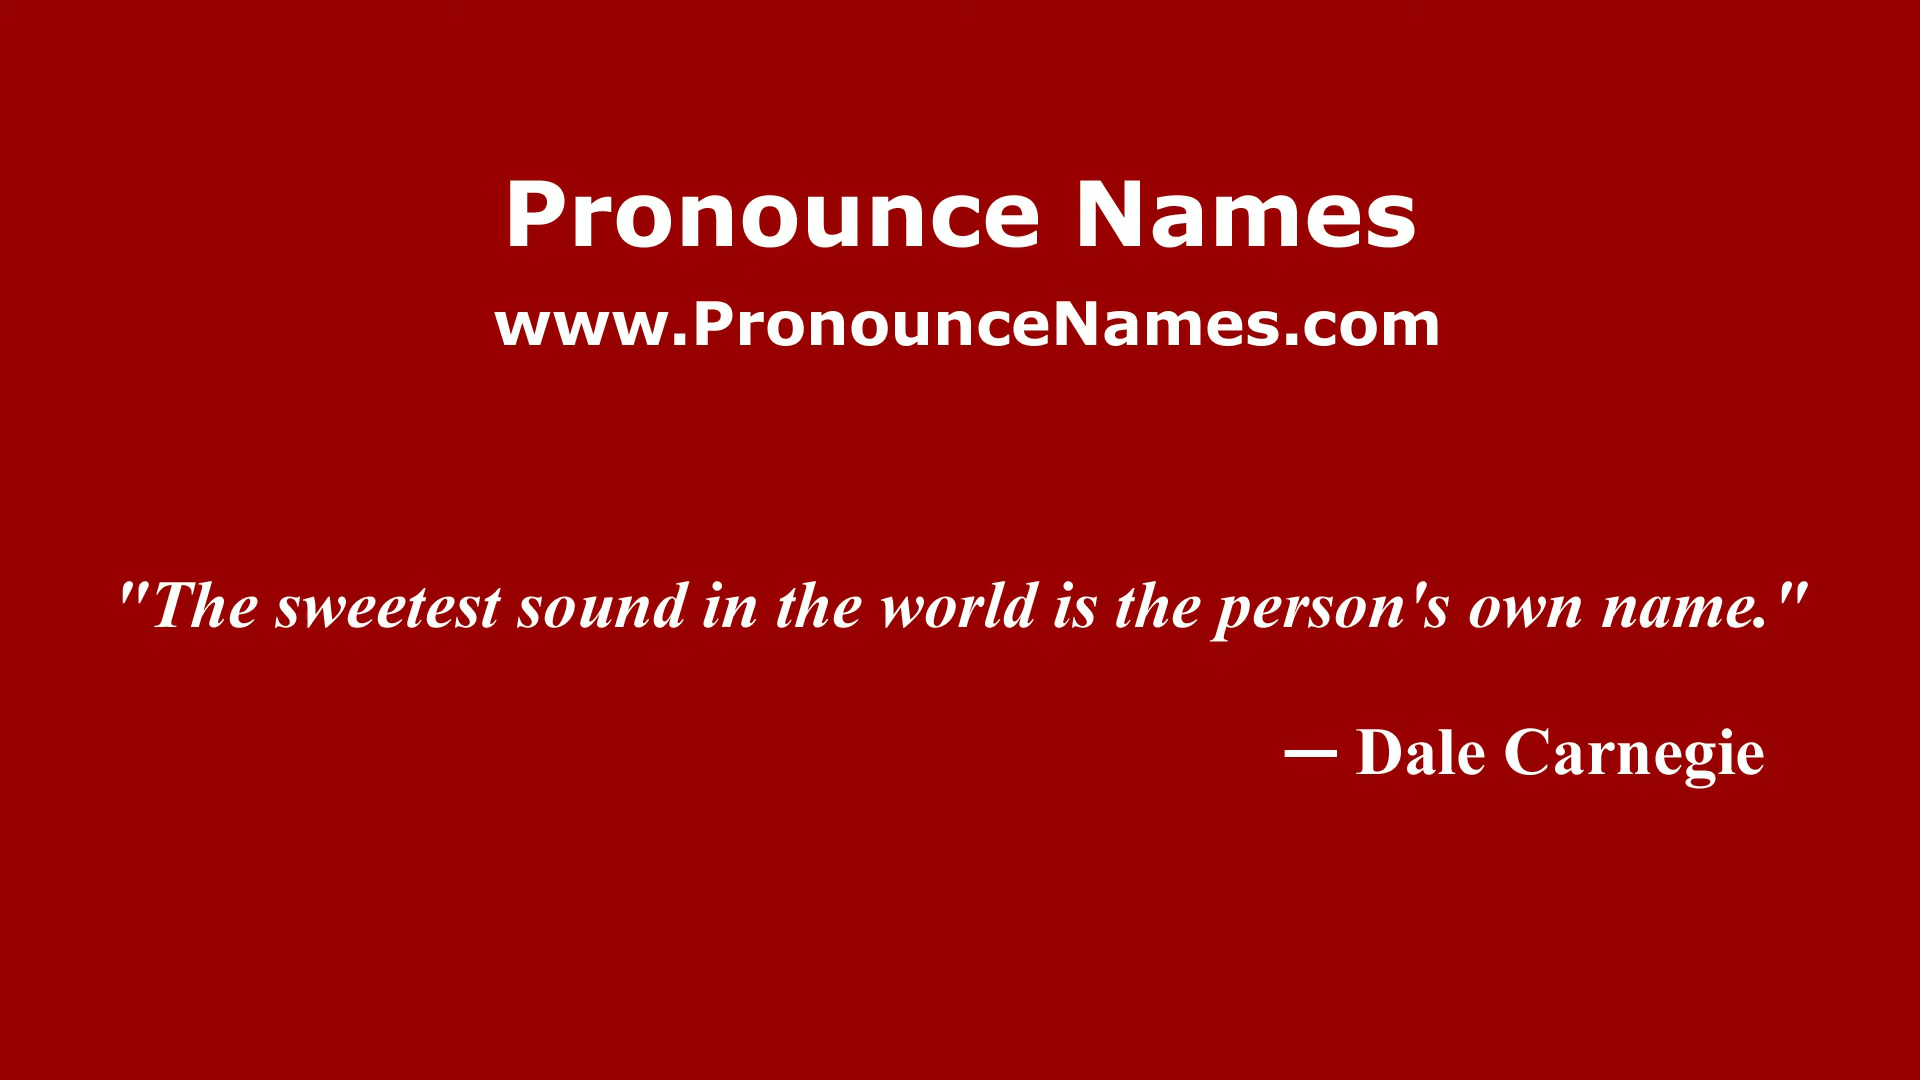 Pronounce Names
www.PronounceNames.com
"The sweetest sound in the world is the person's own name."
— Dale Carnegie